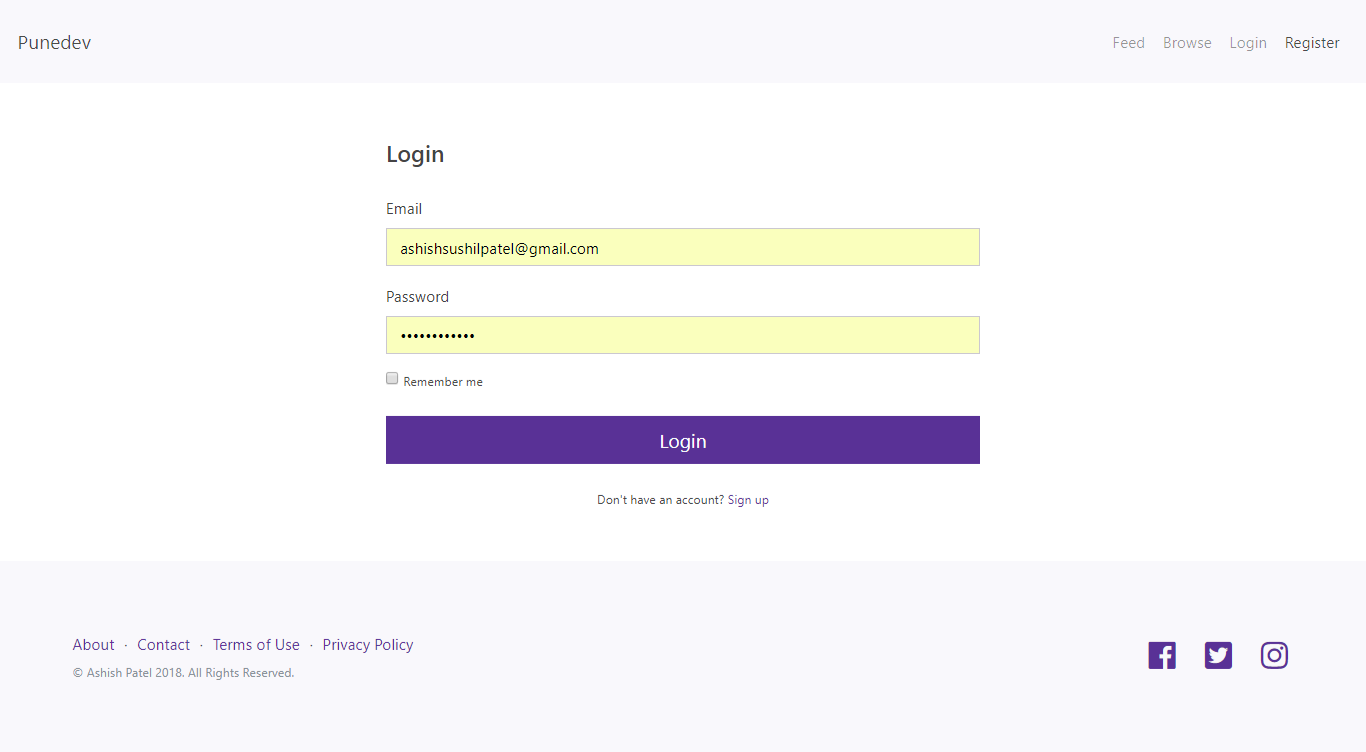 Punedev
Feed Browse Login Register
Login
Email
ashishsushilpatel@gmail.com
Password
••••••••••••
Remember me
Login
Don't have an account? Sign up
About · Contact · Terms of Use · Privacy Policy
© Ashish Patel 2018. All Rights Reserved.